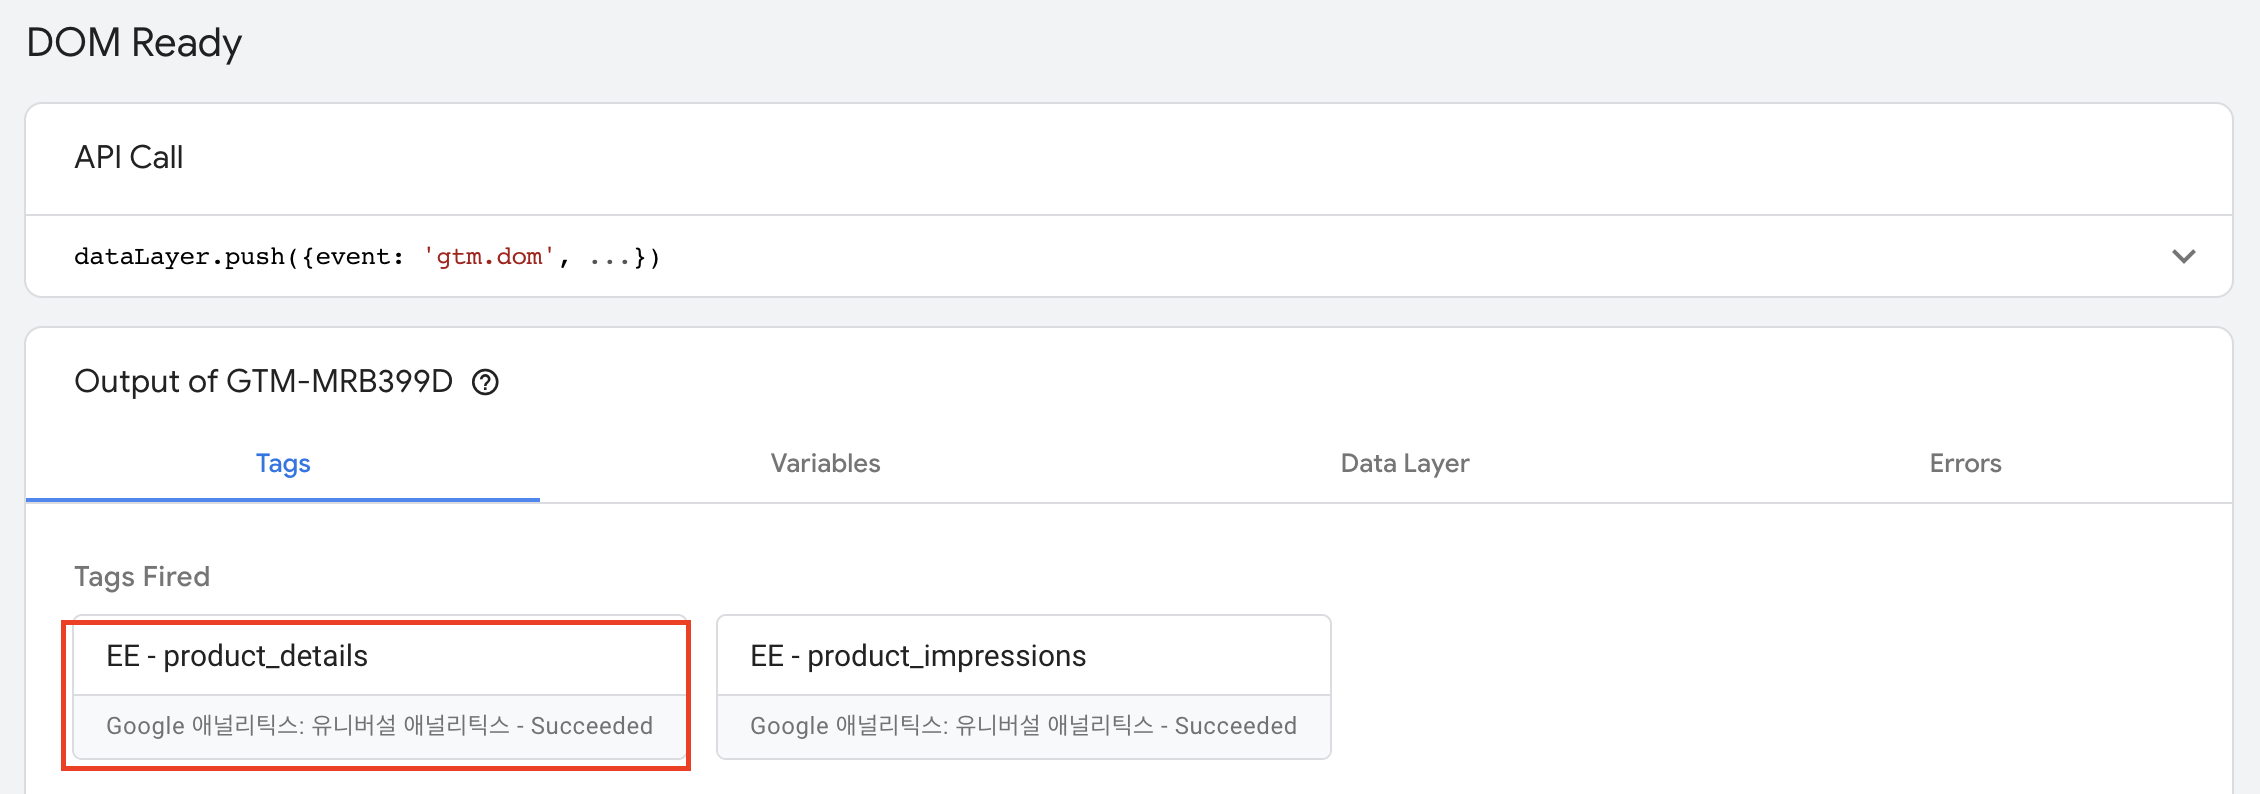 DOM Ready
API Call
dataLayer.push({event: 'gtm.dom', ...})
Output of GTM-MRB399D
Tags Variables Data Layer Errors
Tags Fired
EE - product_details
Google 애널리틱스: 유니버설 애널리틱스 - Succeeded
EE - product_impressions
Google 애널리틱스: 유니버설 애널리틱스 - Succeeded